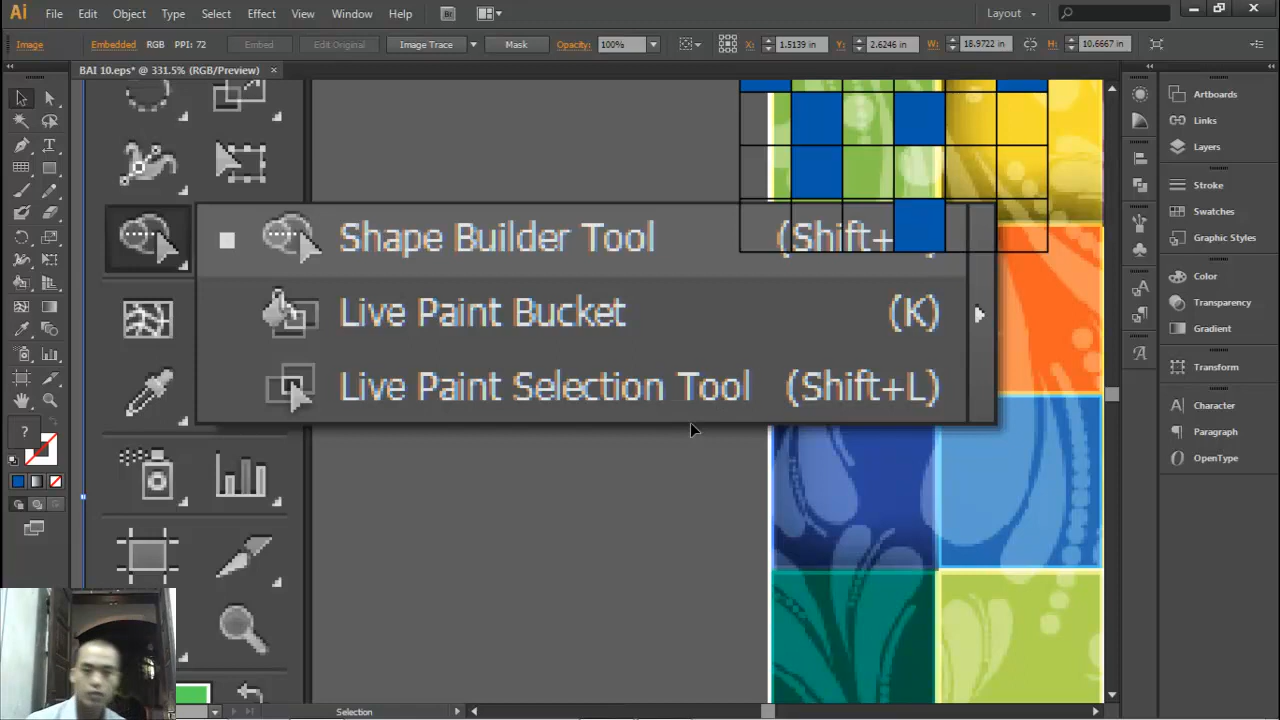 Ai File Edit Object Type Select Effect View Window Help Br Layout
Image Embedded RGB PPI: 72 Embed Edit Original Image Trace Mask Opacity: 100% X: 1.5139 in Y: 2.6246 in W: 18.9722 in H: 10.6667 in
BAI 10.eps* @ 331.5% (RGB/Preview) ×
Shape Builder Tool (Shift+
Live Paint Bucket (K)
Live Paint Selection Tool (Shift+L)
Artboards
Links
Layers
Stroke
Swatches
Graphic Styles
Color
Transparency
Gradient
Transform
Character
Paragraph
OpenType
?
Selection